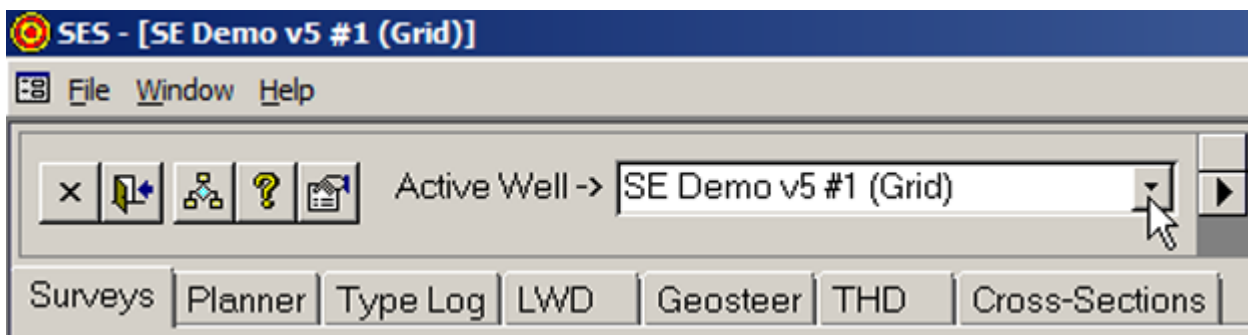 SES - [SE Demo v5 #1 (Grid)]
File Window Help
Active Well -> SE Demo v5 #1 (Grid)
Surveys Planner Type Log LWD Geosteer THD Cross-Sections